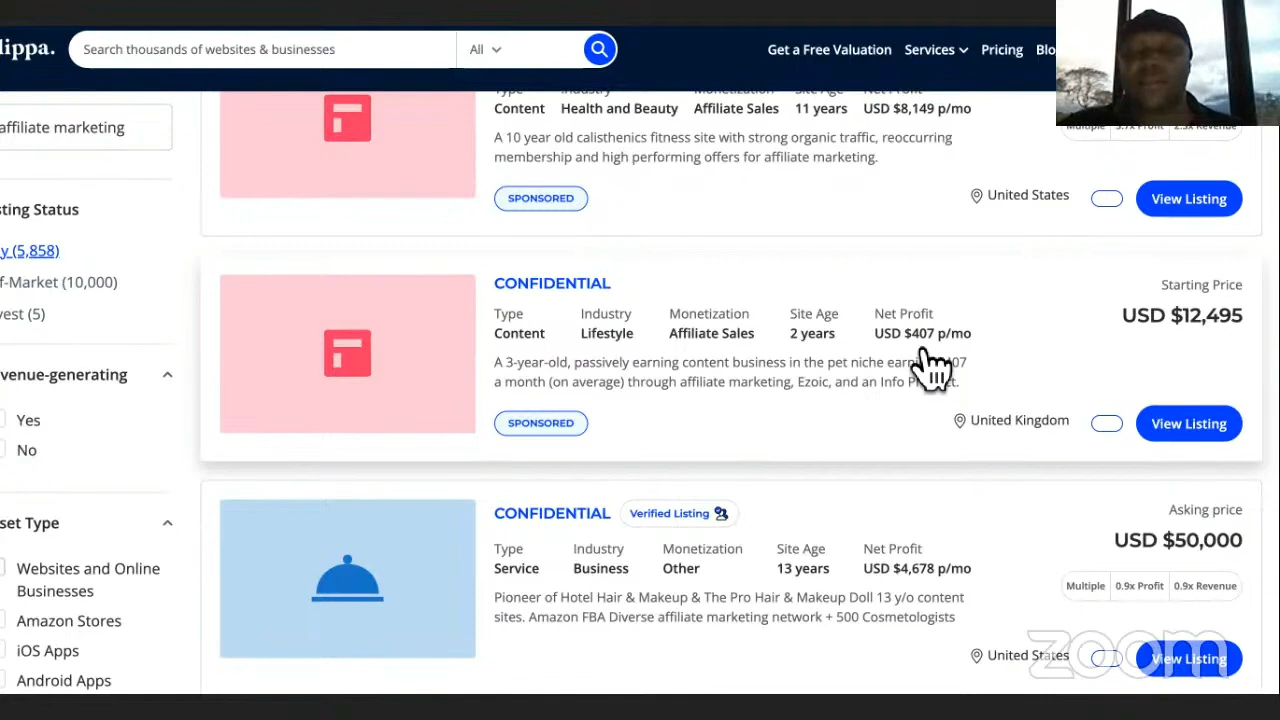 lippa.
Search thousands of websites & businesses
All
Get a Free Valuation
Services
Pricing
Blo
affiliate marketing
Content Health and Beauty Affiliate Sales 11 years USD $8,149 p/mo
A 10 year old calisthenics fitness site with strong organic traffic, reoccurring
membership and high performing offers for affiliate marketing.
SPONSORED
United States
View Listing
sting Status
y (5,858)
f-Market (10,000)
vest (5)
venue-generating
Yes
No
set Type
Websites and Online
Businesses
Amazon Stores
iOS Apps
Android Apps
CONFIDENTIAL
Starting Price
USD $12,495
Type Industry Monetization Site Age Net Profit
Content Lifestyle Affiliate Sales 2 years USD $407 p/mo
A 3-year-old, passively earning content business in the pet niche 07
a month (on average) through affiliate marketing, Ezoic, and an Info
SPONSORED
United Kingdom
View Listing
CONFIDENTIAL
Verified Listing
Asking price
USD $50,000
Type Industry Monetization Site Age Net Profit
Service Business Other 13 years USD $4,678 p/mo
Multiple 0.9x Profit 0.9x Revenue
Pioneer of Hotel Hair & Makeup & The Pro Hair & Makeup Doll 13 y/o content
sites. Amazon FBA Diverse affiliate marketing network + 500 Cosmetologists
United States
View Listing
zoom